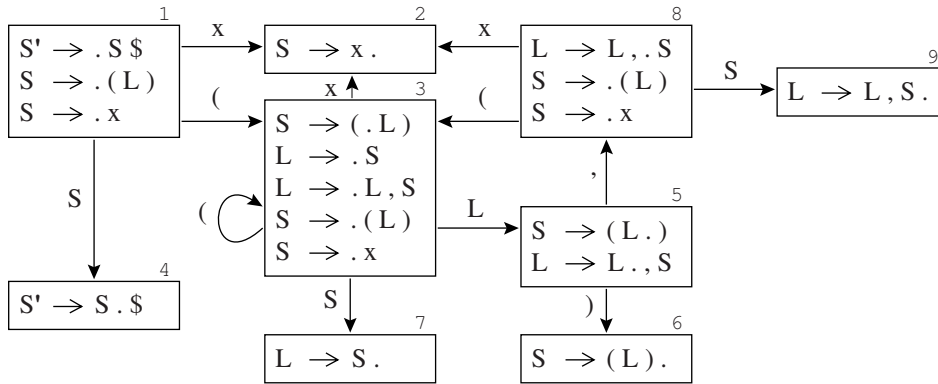 1
S' → . S $
S → . ( L )
S → . x
x
2
S → x .
x
8
L → L , . S
S → . ( L )
S → . x
S
9
L → L , S .
(
x
3
S → ( . L )
L → . S
L → . L , S
S → . ( L )
S → . x
(
S
(
L
,
5
S → ( L . )
L → L . , S
4
S' → S . $
S
7
L → S .
)
6
S → ( L ) .